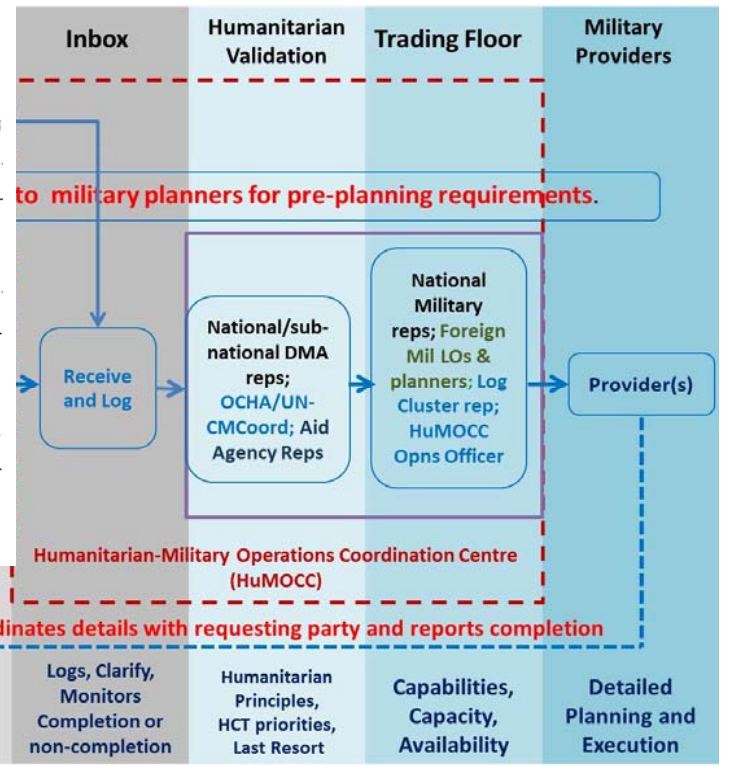 Inbox
Humanitarian
Validation
Trading Floor
Military
Providers
to military planners for pre-planning requirements.
Receive
and Log
National/sub-
national DMA
reps;
OCHA/UN-
CMCoord; Aid
Agency Reps
National
Military
reps; Foreign
Mil LOs &
planners; Log
Cluster rep;
HuMOCC
Opns Officer
Provider(s)
Humanitarian-Military Operations Coordination Centre
(HuMOCC)
dinates details with requesting party and reports completion
Logs, Clarify,
Monitors
Completion or
non-completion
Humanitarian
Principles,
HCT priorities,
Last Resort
Capabilities,
Capacity,
Availability
Detailed
Planning and
Execution